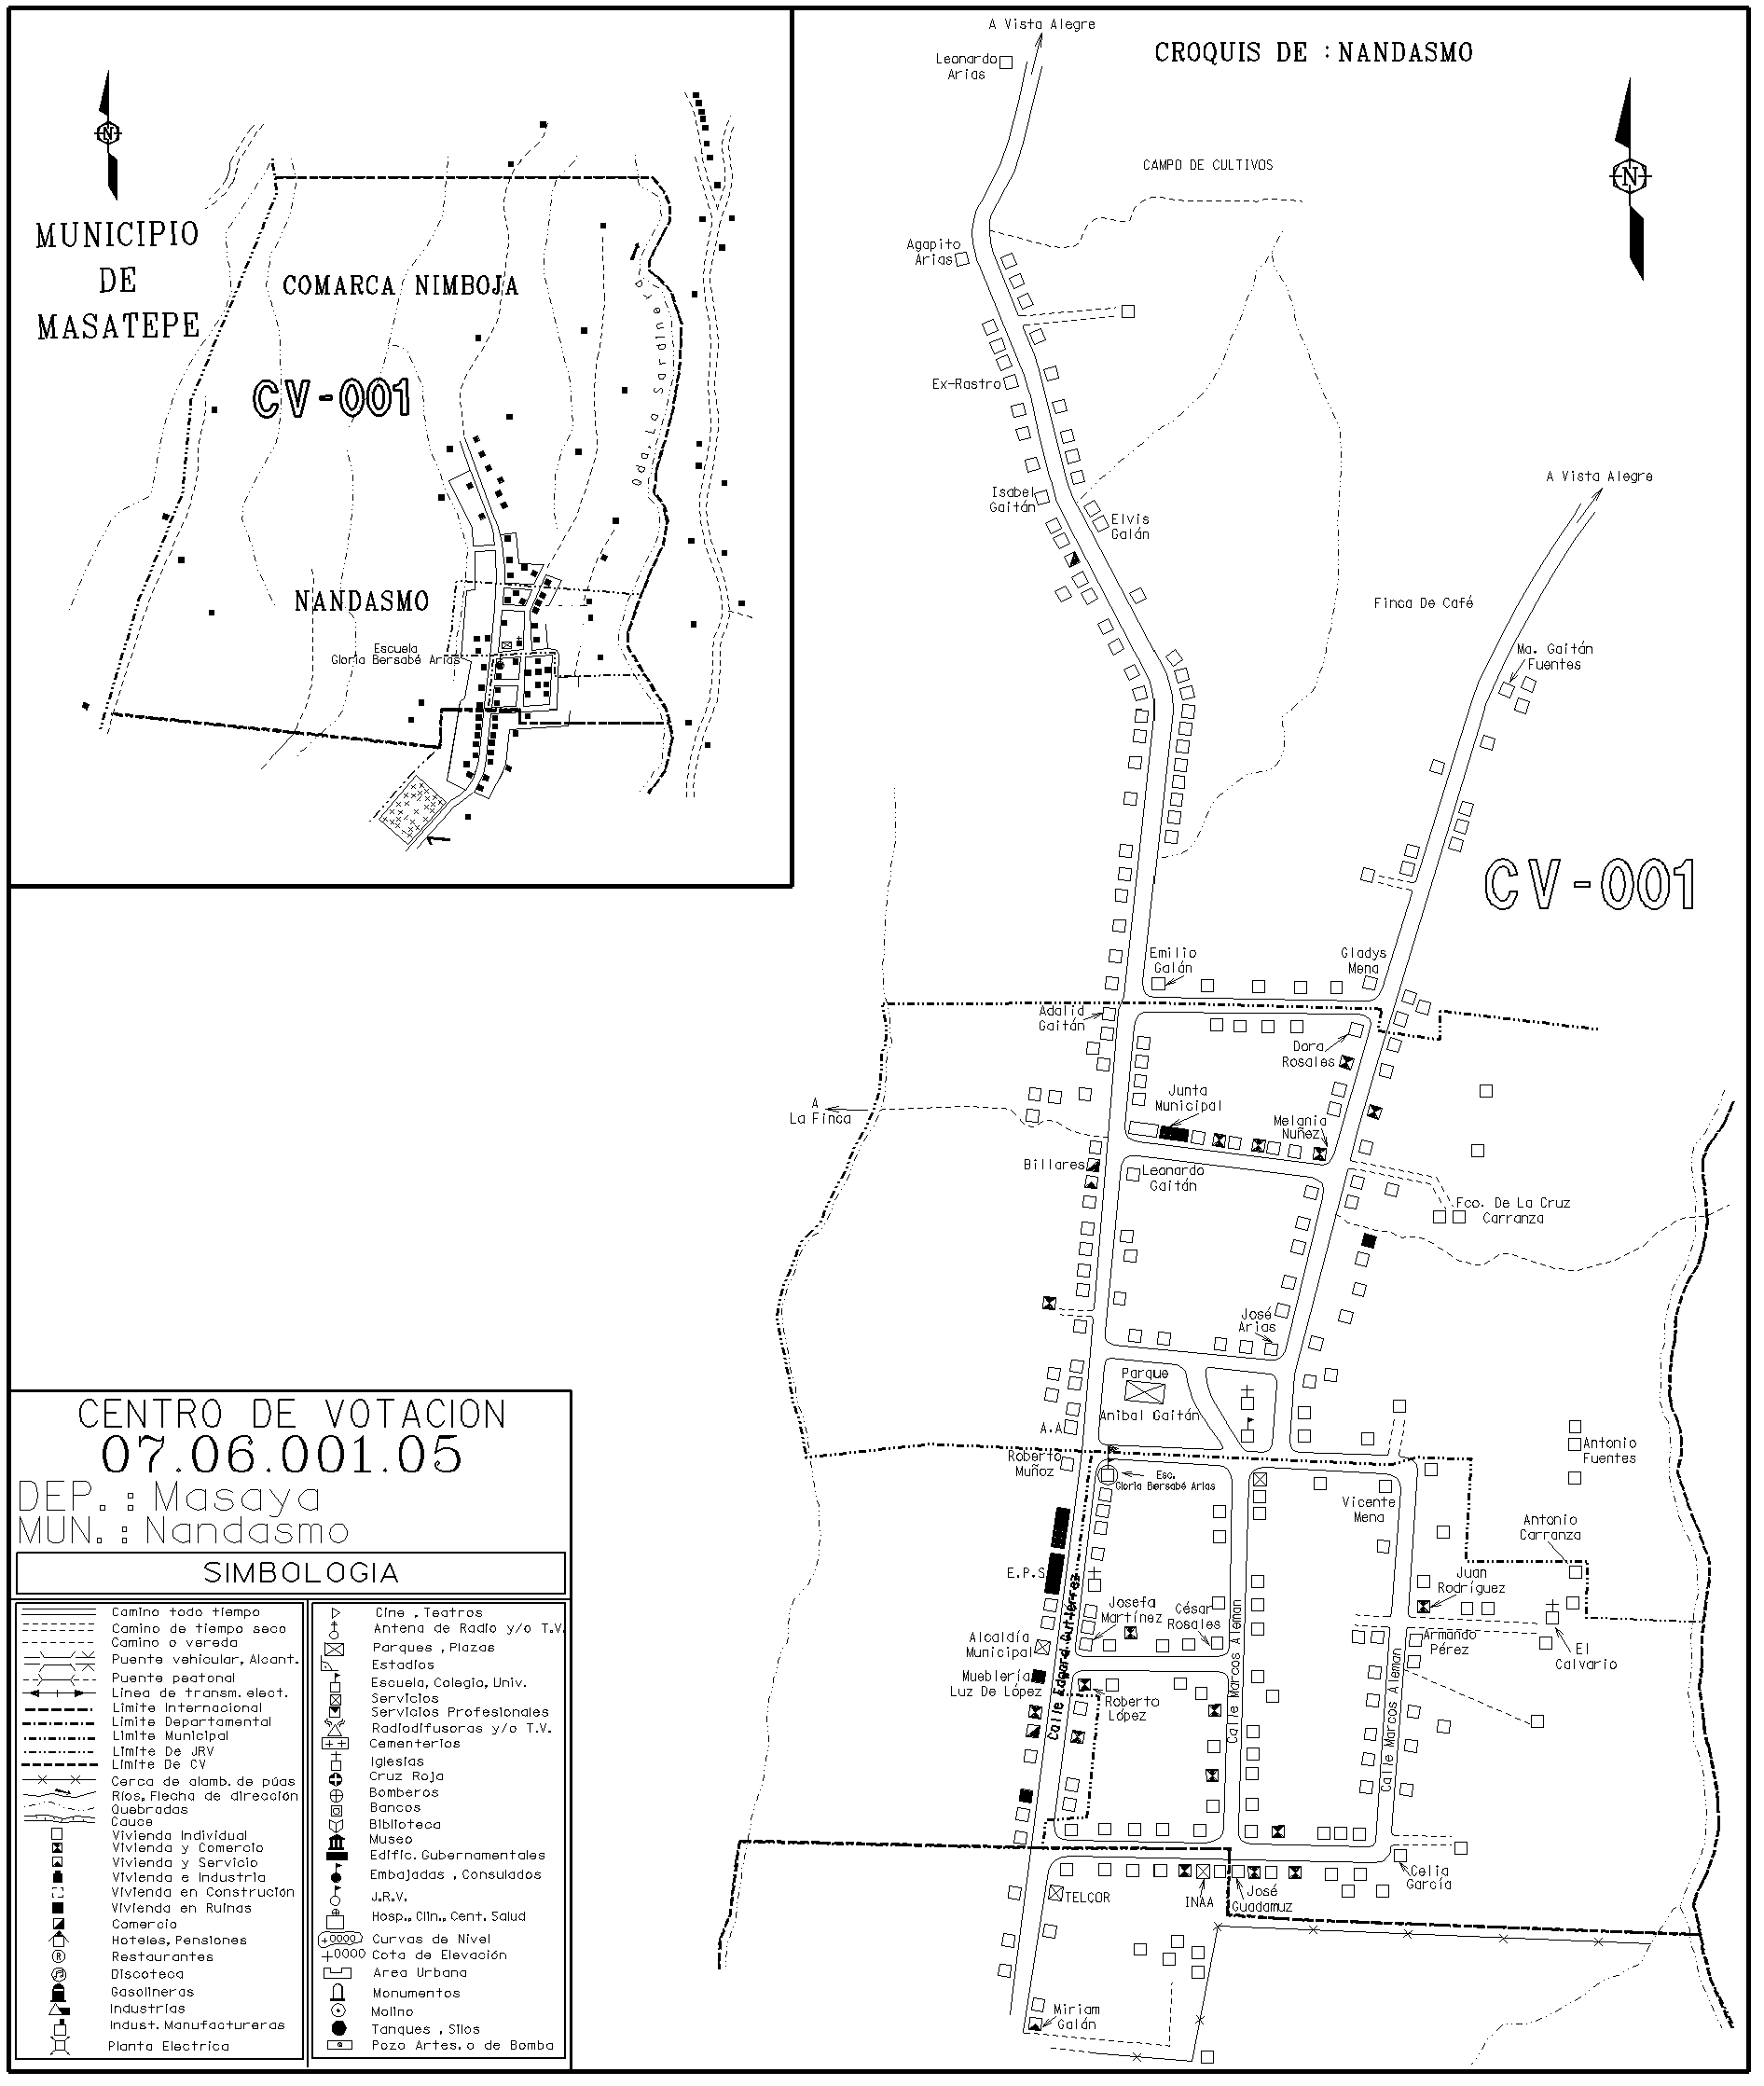 A Vista Alegre
CROQUIS DE : NANDASMO
Leonardo
Arias
N
N
CAMPO DE CULTIVOS
MUNICIPIO
DE
MASATEPE
COMARCA NIMBOJA
Agapito
Arias
Qda. La Sardinera
CV-001
Ex-Rastro
A Vista Alegre
Isabel
Gaitán
Elvis
Galán
NANDASMO
Finca De Café
Escuela
Gloria Bersabé Arias
Ma. Gaitán
Fuentes
CV-001
Emilio
Galán
Gladys
Mena
Adalid
Gaitán
Dora
Rosales
Junta
Municipal
A
La Finca
Melania
Nuñez
Billares
Leonardo
Gaitán
Fco. De La Cruz
Carranza
José
Arias
Parque
Anibal Gaitán
A.A
Roberto
Muñoz
Esc.
Gloria Bersabé Arias
Antonio
Fuentes
Vicente
Mena
Antonio
Carranza
E.P.S
Juan
Rodríguez
Josefa
Martínez
César
Rosales
Alcaldía
Municipal
Armando
Pérez
El
Calvario
Mueblería
Luz De López
Roberto
López
Calle Edgard Gutiérrez
Calle Marcos Aleman
Calle Marcos Aleman
Celia
García
TELCOR
INAA
José
Guadamuz
Miriam
Galán
CENTRO DE VOTACION
07.06.001.05
DEP. : Masaya
MUN. : Nandasmo
SIMBOLOGIA
Camino todo tiempo
Camino de tiempo seco
Camino o vereda
Puente vehicular, Alcant.
Puente peatonal
Linea de transm. elect.
Limite Internacional
Limite Departamental
Limite Municipal
Limite De JRV
Limite De CV
Cerca de alamb. de púas
Ríos, Flecha de dirección
Quebradas
Cauce
Vivienda Individual
Vivienda y Comercio
Vivienda y Servicio
Vivienda e Industria
Vivienda en Construción
Vivienda en Ruinas
Comercio
Hoteles, Pensiones
R Restaurantes
Discoteca
Gasolineras
Industrias
Indust. Manufactureras
Planta Electrica
Cine , Teatros
Antena de Radio y/o T.V.
Parques , Plazas
Estadios
Escuela, Colegio, Univ.
Servicios
Servicios Profesionales
Radiodifusoras y/o T.V.
Cementerios
Iglesias
Cruz Roja
Bomberos
Bancos
Biblioteca
Museo
Edific. Gubernamentales
Embajadas , Consulados
J.R.V.
Hosp., Clin., Cent. Salud
+0000 Curvas de Nivel
+0000 Cota de Elevación
Area Urbana
Monumentos
Molino
Tanques , Silos
Pozo Artes. o de Bomba